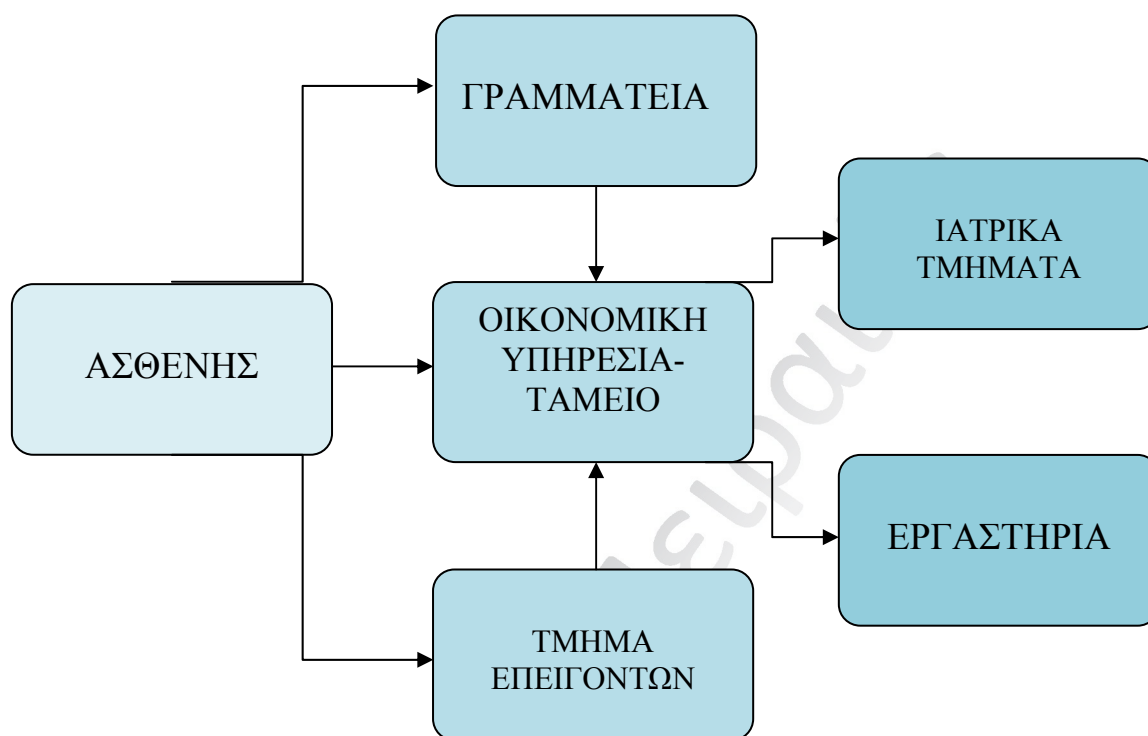 ΓΡΑΜΜΑΤΕΙΑ
ΙΑΤΡΙΚΑ
ΤΜΗΜΑΤΑ
ΑΣΘΕΝΗΣ
ΟΙΚΟΝΟΜΙΚΗ
ΥΠΗΡΕΣΙΑ-
ΤΑΜΕΙΟ
ΕΡΓΑΣΤΗΡΙΑ
ΤΜΗΜΑ
ΕΠΕΙΓΟΝΤΩΝ